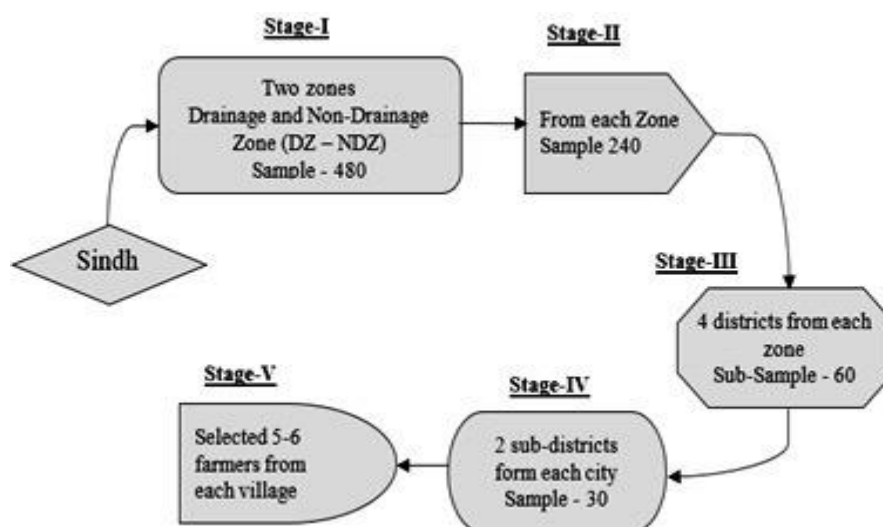 Stage-I
Two zones
Drainage and Non-Drainage
Zone (DZ – NDZ)
Sample - 480
Stage-II
From each Zone
Sample 240
Sindh
Stage-III
4 districts from each
zone
Sub-Sample - 60
Stage-IV
2 sub-districts
form each city
Sample - 30
Stage-V
Selected 5-6
farmers from
each village